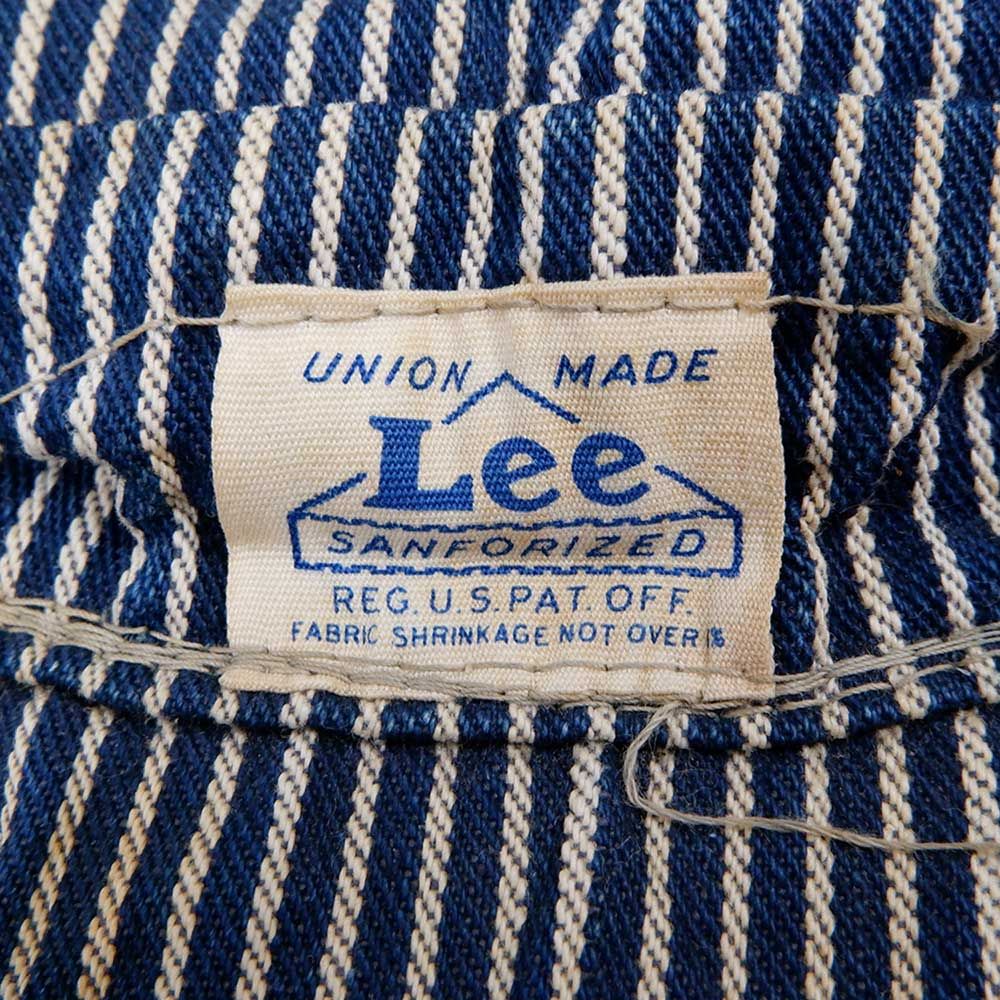 UNION MADE
Lee
SANFORIZED
REG. U.S. PAT. OFF.
FABRIC SHRINKAGE NOT OVER 1%